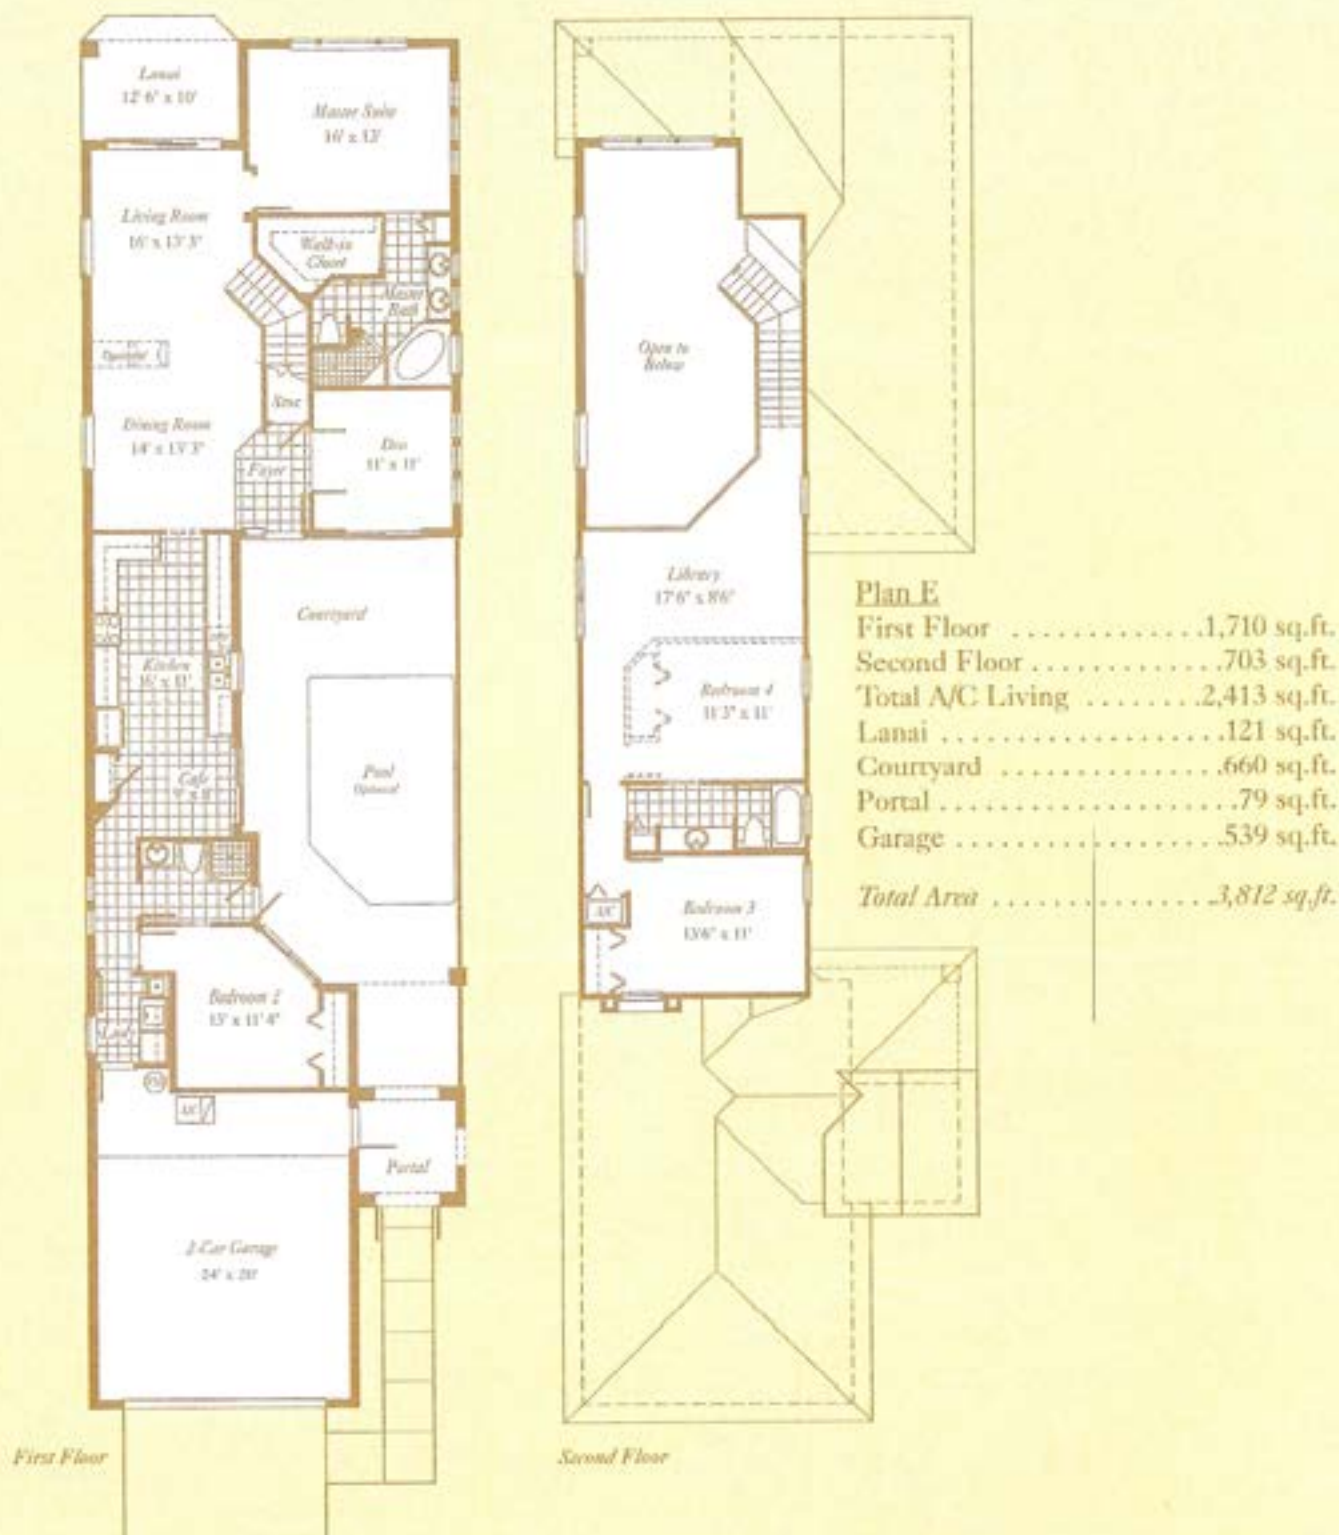 Lanai
12' 6" x 10'
Master Suite
16' x 13'
Living Room
16' x 13' 3"
Walk-in
Closet
Master
Bath
Optional
Stor.
Dining Room
14' x 13' 3"
Foyer
Den
11' x 11'
Courtyard
Kitchen
16' x 11'
Cafe
Pool
Optional
Bedroom 2
13' x 11' 4"
A/C
Portal
2-Car Garage
24' x 20'
First Floor
Open to
Below
Library
17' 6" x 8'6"
Bedroom 4
11' 3" x 11'
A/C
Bedroom 3
13'6" x 11'
Second Floor
Plan E
First Floor .............1,710 sq.ft.
Second Floor .............703 sq.ft.
Total A/C Living ........2,413 sq.ft.
Lanai ...................121 sq.ft.
Courtyard ...............660 sq.ft.
Portal ....................79 sq.ft.
Garage ..................539 sq.ft.
Total Area ...............3,812 sq.ft.